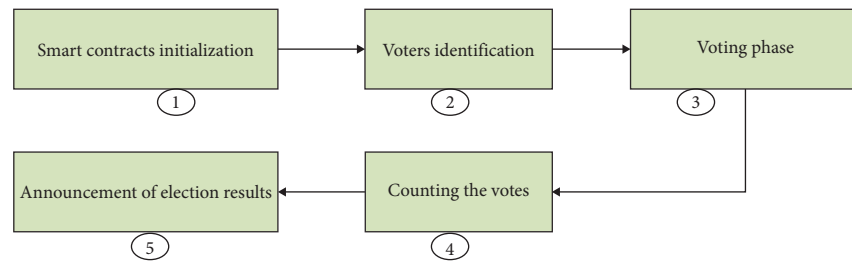 Smart contracts initialization
1
Voters identification
2
Voting phase
3
Counting the votes
4
Announcement of election results
5